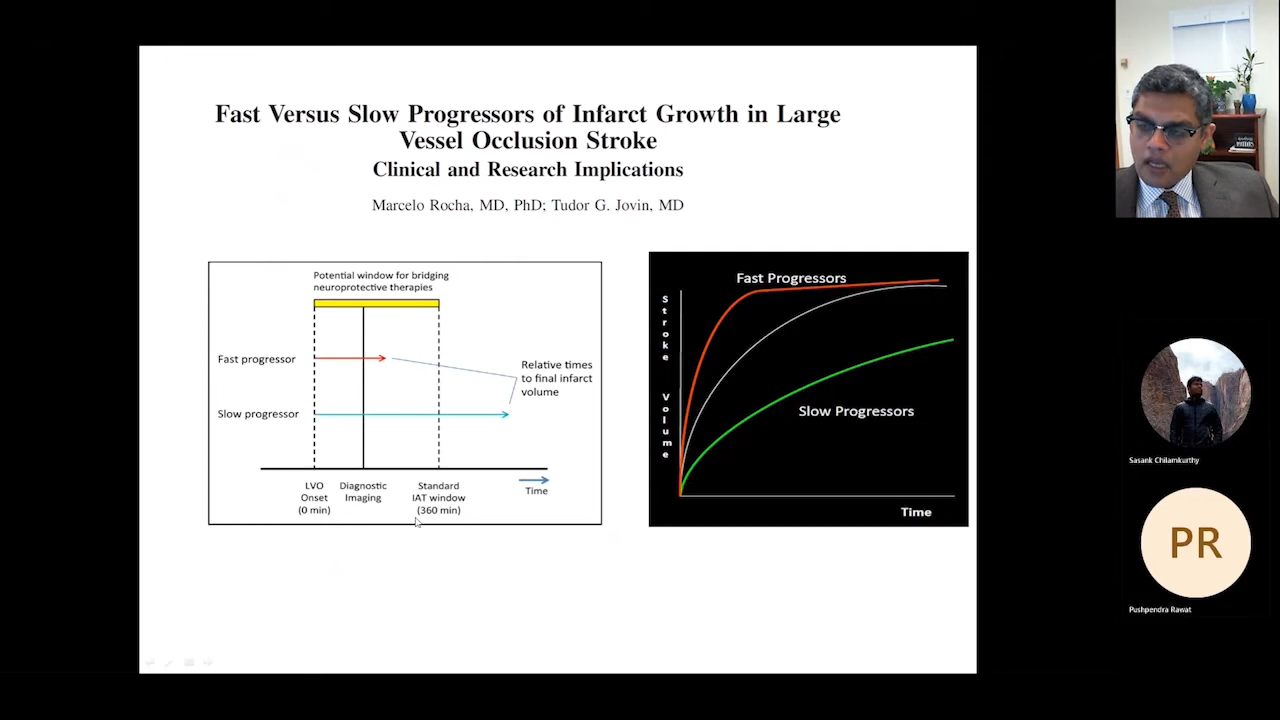 Fast Versus Slow Progressors of Infarct Growth in Large
Vessel Occlusion Stroke
Clinical and Research Implications
Marcelo Rocha, MD, PhD; Tudor G. Jovin, MD
Potential window for bridging
neuroprotective therapies
Fast progressor
Relative times
to final infarct
volume
Slow progressor
LVO
Onset
(0 min)
Diagnostic
Imaging
Standard
IAT window
(360 min)
Time
Fast Progressors
Stroke Volume
Slow Progressors
Time
Sasank Chilamkurthy
PR
Pushpendra Rawat